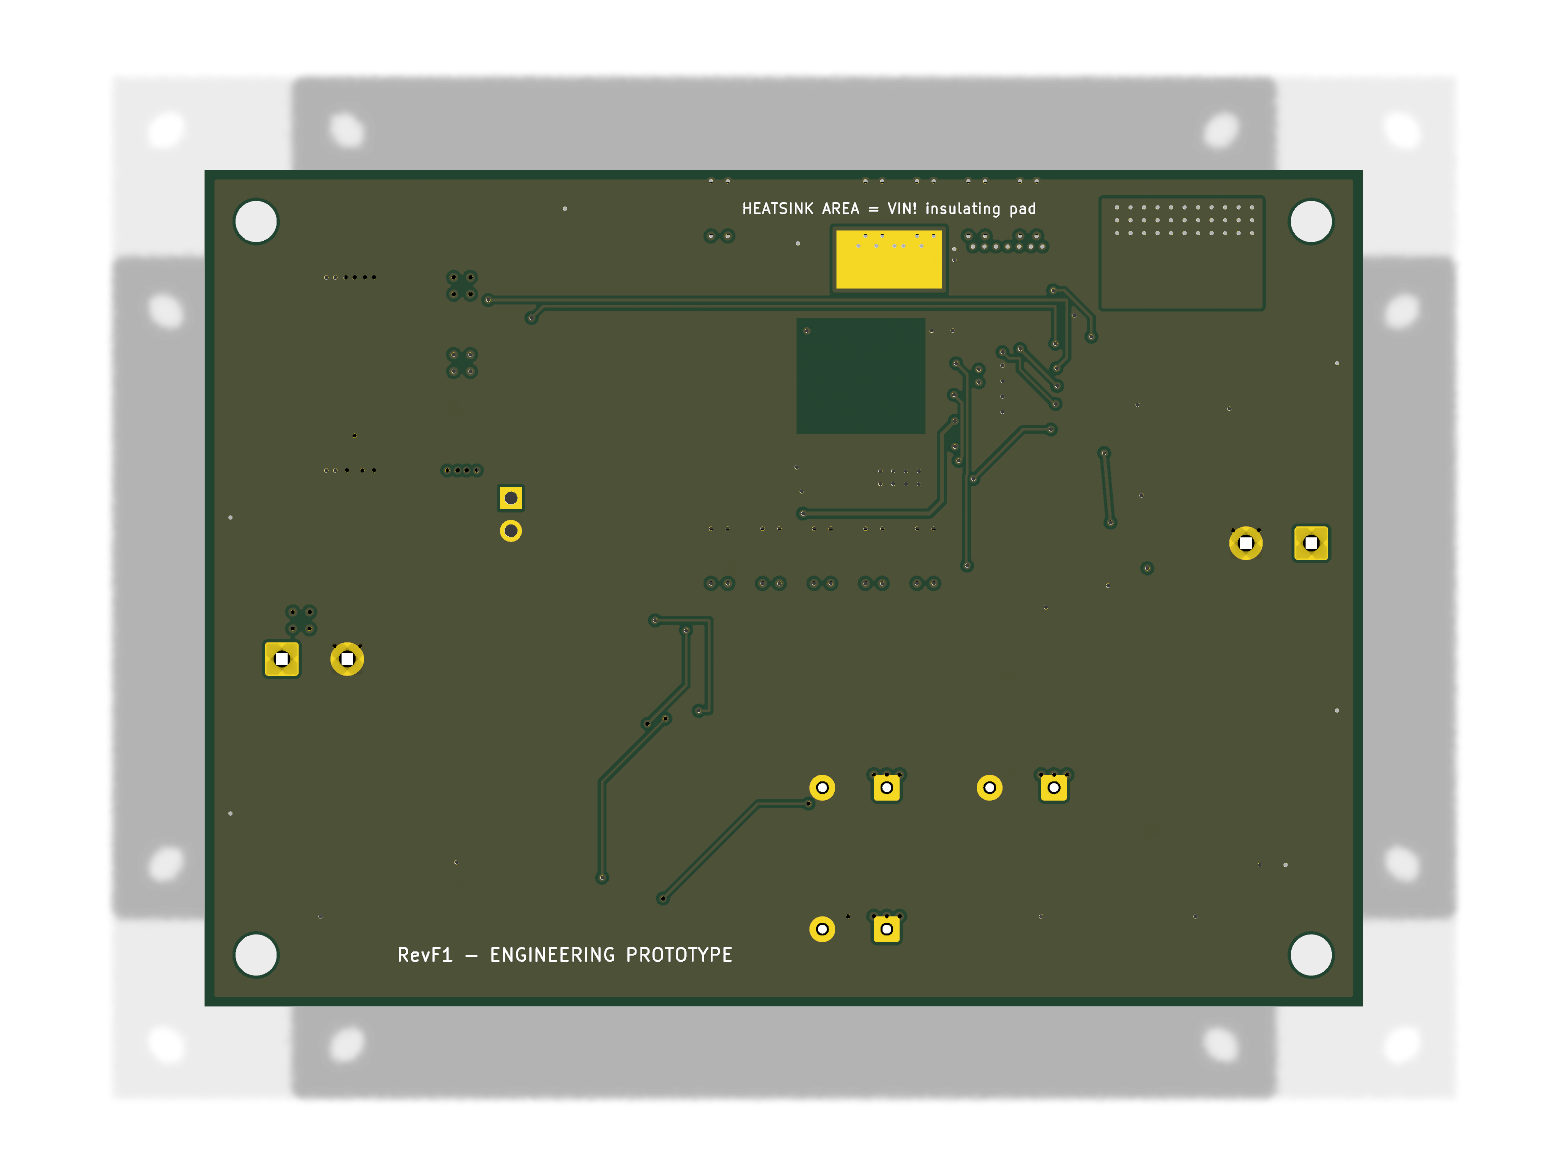 HEATSINK AREA = VIN! insulating pad
RevF1 — ENGINEERING PROTOTYPE